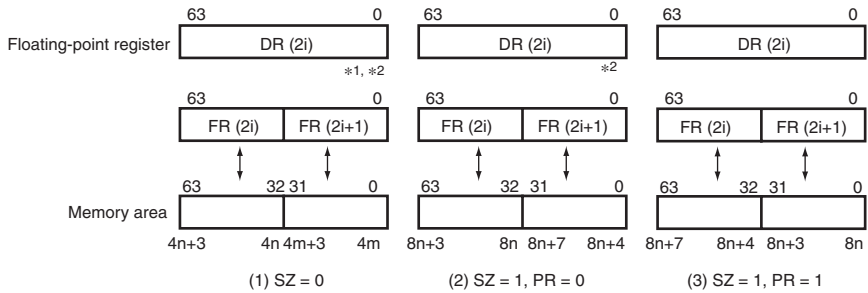 63 0 63 0 63 0
Floating-point register DR (2i) DR (2i) DR (2i)
*1, *2 *2
63 0 63 0 63 0
FR (2i) FR (2i+1) FR (2i) FR (2i+1) FR (2i) FR (2i+1)
63 32 31 0 63 32 31 0 63 32 31 0
Memory area
4n+3 4n 4m+3 4m 8n+3 8n 8n+7 8n+4 8n+7 8n+4 8n+3 8n
(1) SZ = 0 (2) SZ = 1, PR = 0 (3) SZ = 1, PR = 1